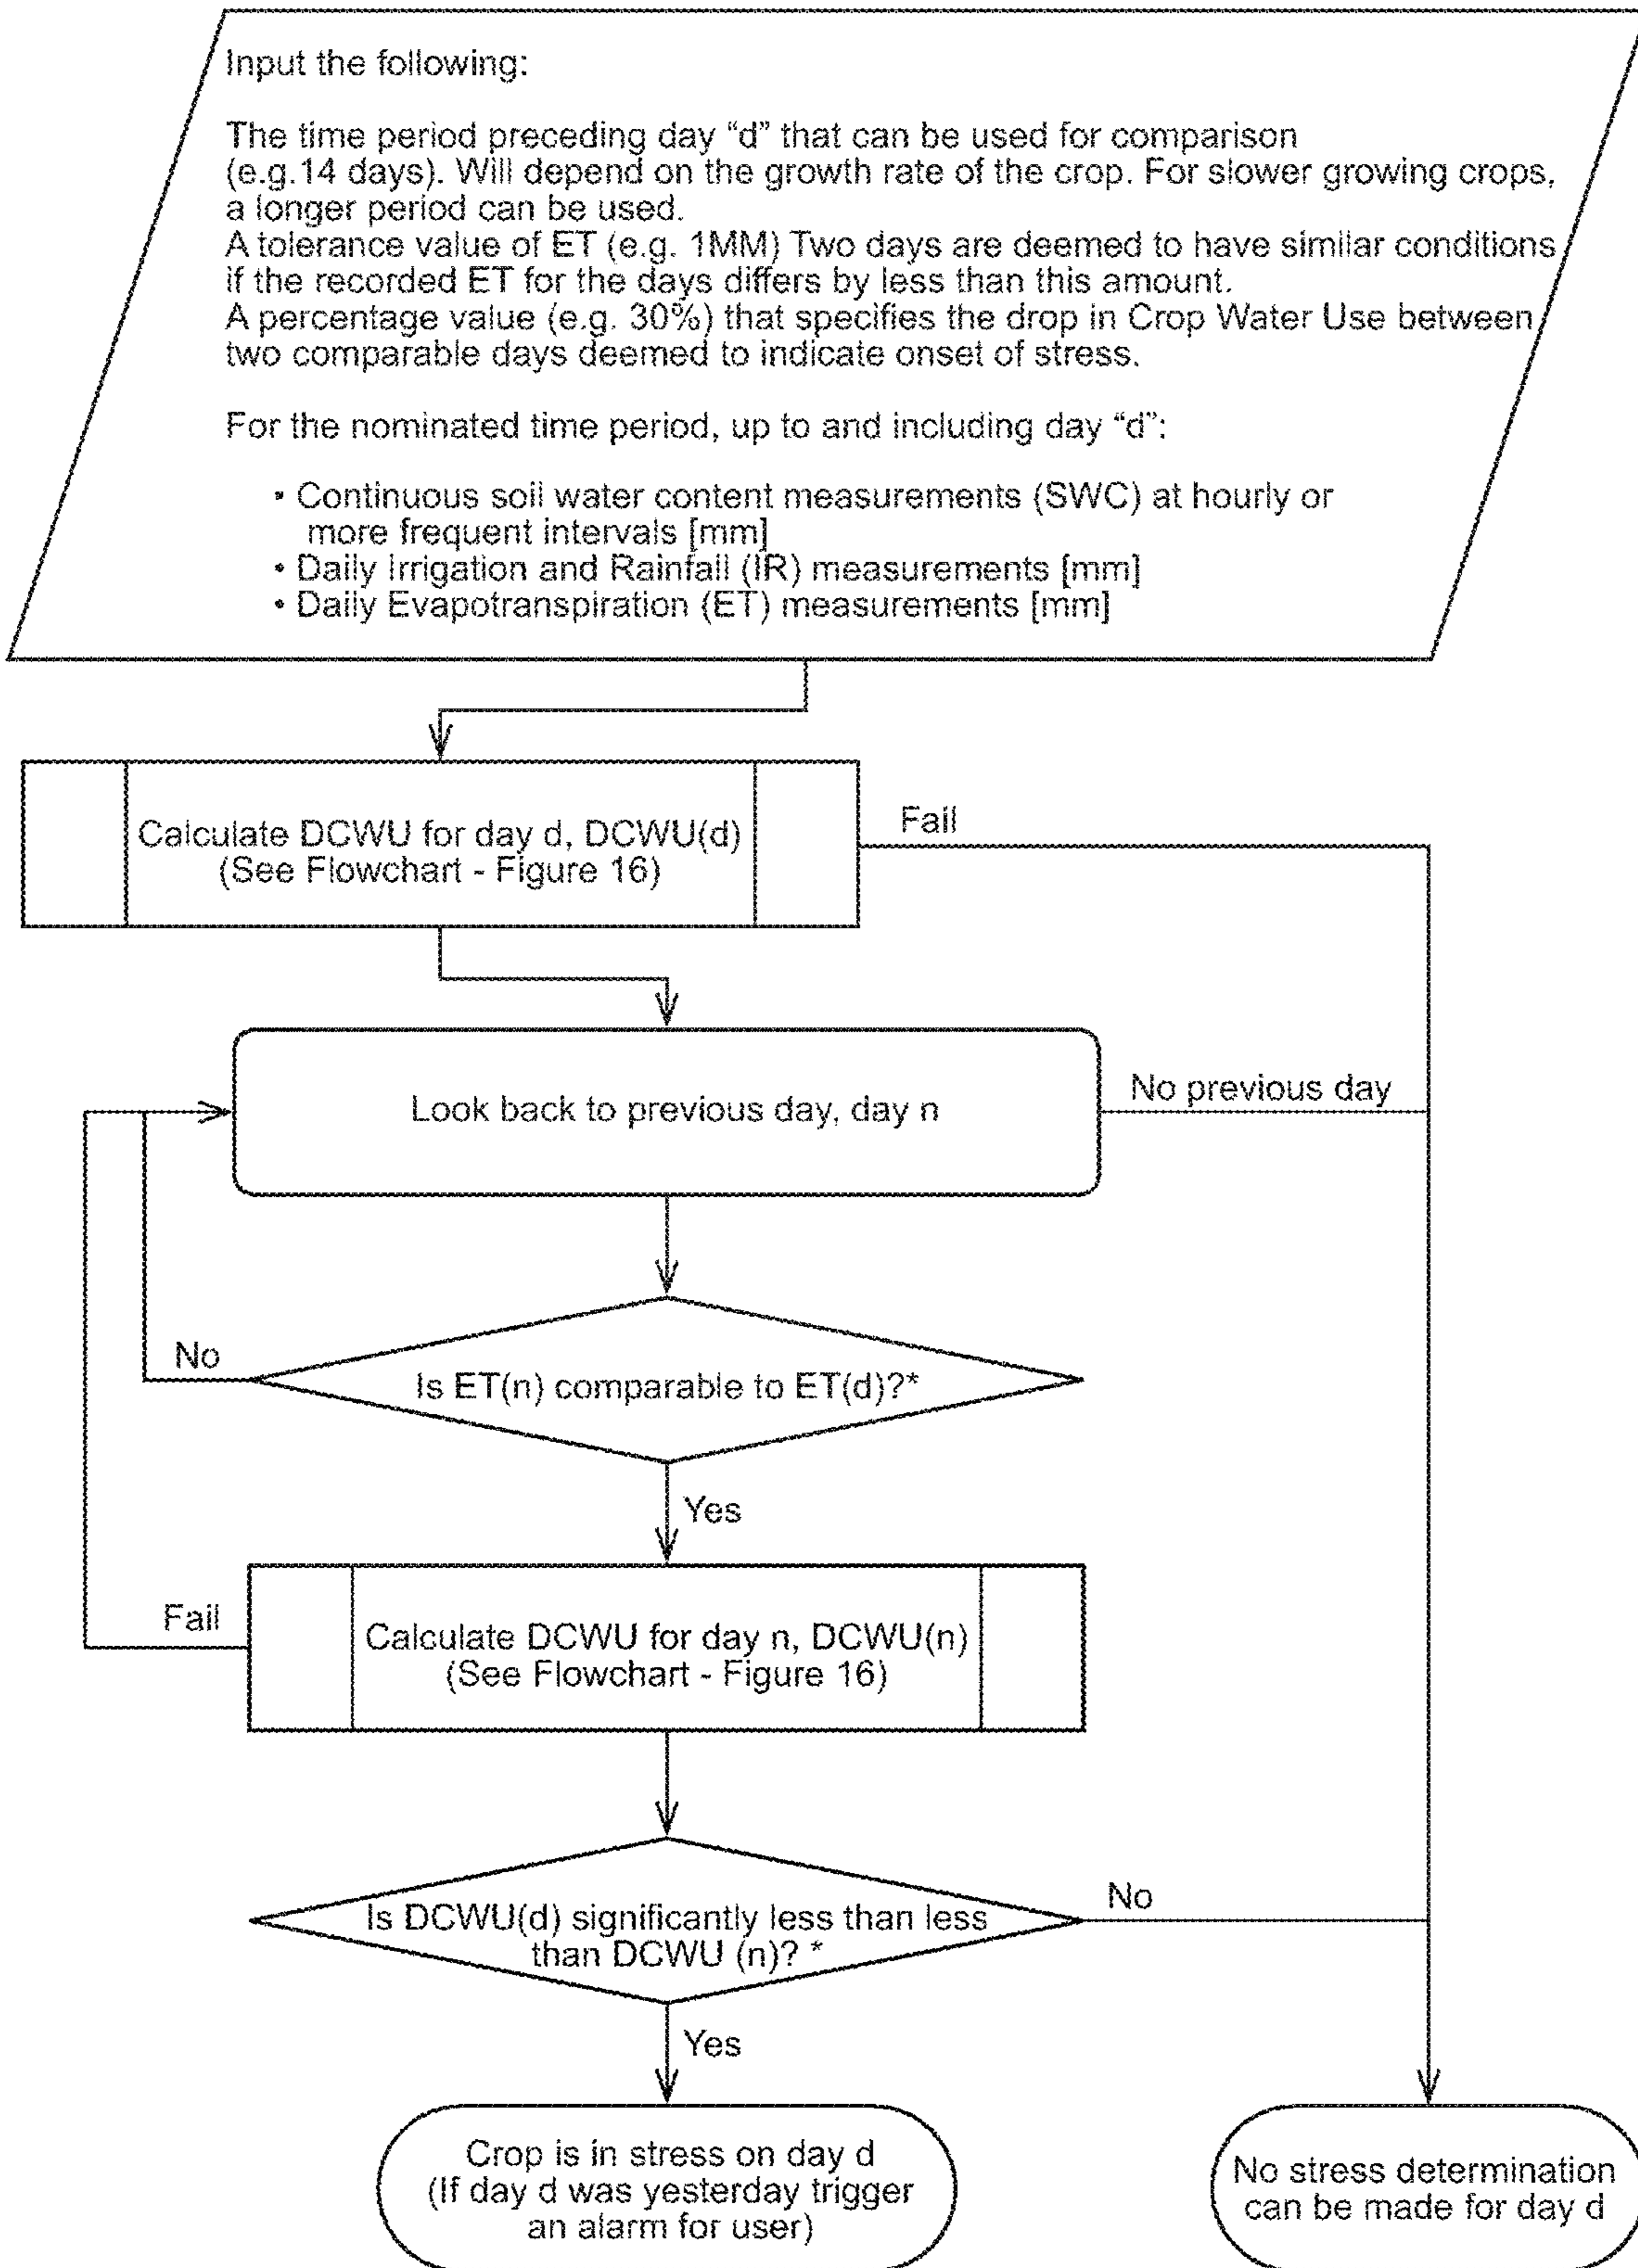 Input the following:
The time period preceding day “d” that can be used for comparison
(e.g.14 days). Will depend on the growth rate of the crop. For slower growing crops,
a longer period can be used.
A tolerance value of ET (e.g. 1MM) Two days are deemed to have similar conditions
if the recorded ET for the days differs by less than this amount.
A percentage value (e.g. 30%) that specifies the drop in Crop Water Use between
two comparable days deemed to indicate onset of stress.
For the nominated time period, up to and including day “d”:
• Continuous soil water content measurements (SWC) at hourly or
more frequent intervals [mm]
• Daily Irrigation and Rainfall (IR) measurements [mm]
• Daily Evapotranspiration (ET) measurements [mm]
Calculate DCWU for day d, DCWU(d)
(See Flowchart - Figure 16)
Fail
Look back to previous day, day n
No previous day
Is ET(n) comparable to ET(d)?*
No
Yes
Calculate DCWU for day n, DCWU(n)
(See Flowchart - Figure 16)
Fail
Is DCWU(d) significantly less than less
than DCWU (n)? *
No
Yes
Crop is in stress on day d
(If day d was yesterday trigger
an alarm for user)
No stress determination
can be made for day d